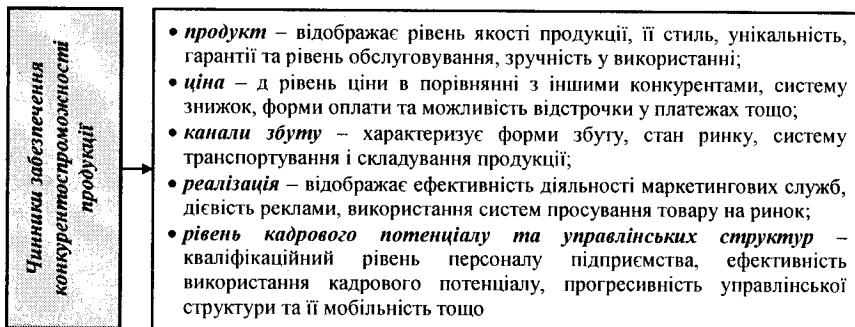 Чинники забезпечення
конкурентоспроможності
продукції
• продукт – відображає рівень якості продукції, її стиль, унікальність,
гарантії та рівень обслуговування, зручність у використанні;
• ціна – д рівень ціни в порівнянні з іншими конкурентами, систему
знижок, форми оплати та можливість відстрочки у платежах тощо;
• канали збуту – характеризує форми збуту, стан ринку, систему
транспортування і складування продукції;
• реалізація – відображає ефективність діяльності маркетингових служб,
дієвість реклами, використання систем просування товару на ринок;
• рівень кадрового потенціалу та управлінських структур –
кваліфікаційний рівень персоналу підприємства, ефективність
використання кадрового потенціалу, прогресивність управлінської
структури та її мобільність тощо